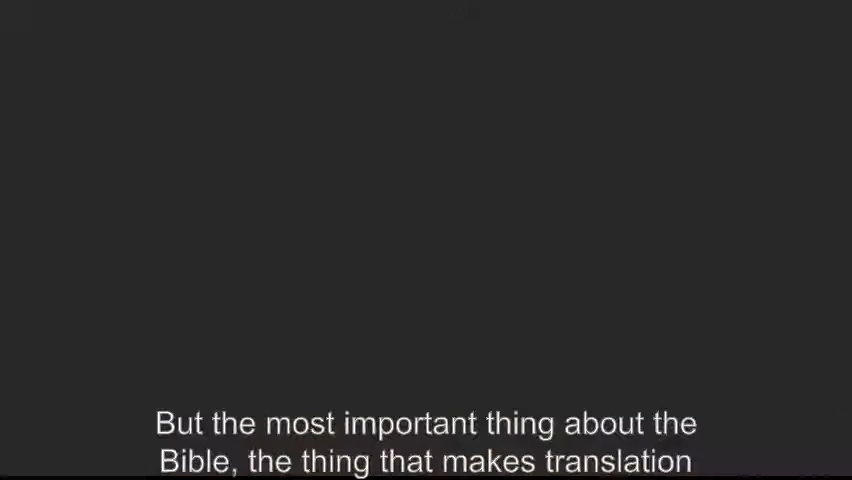 But the most important thing about the
Bible, the thing that makes translation